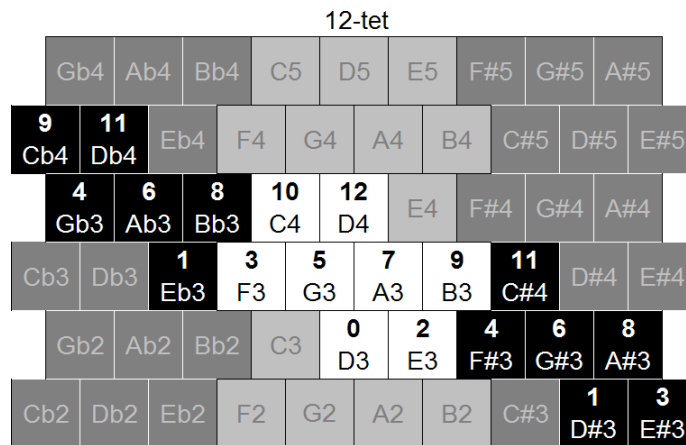 12-tet
Gb4 Ab4 Bb4 C5 D5 E5 F#5 G#5 A#5
9 11
Cb4 Db4 Eb4 F4 G4 A4 B4 C#5 D#5 E#5
4 6 8 10 12
Gb3 Ab3 Bb3 C4 D4 E4 F#4 G#4 A#4
1 3 5 7 9 11
Cb3 Db3 Eb3 F3 G3 A3 B3 C#4 D#4 E#4
0 2 4 6 8
Gb2 Ab2 Bb2 C3 D3 E3 F#3 G#3 A#3
1 3
Cb2 Db2 Eb2 F2 G2 A2 B2 C#3 D#3 E#3